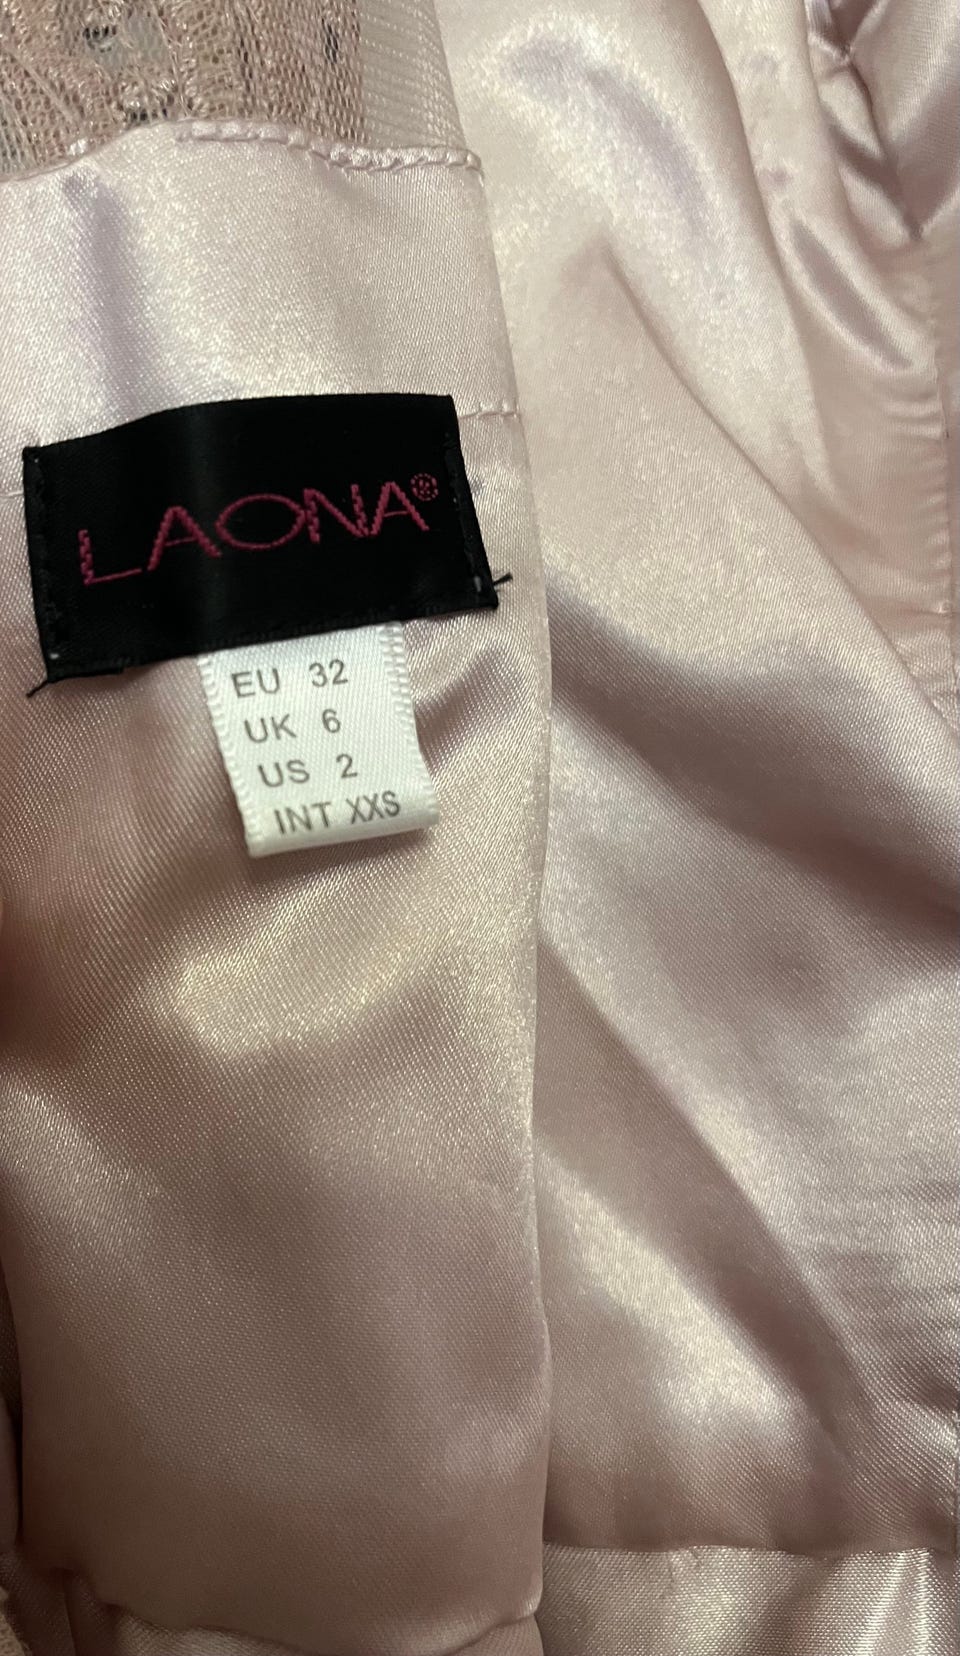 LAONA®
EU 32
UK 6
US 2
INT XXS